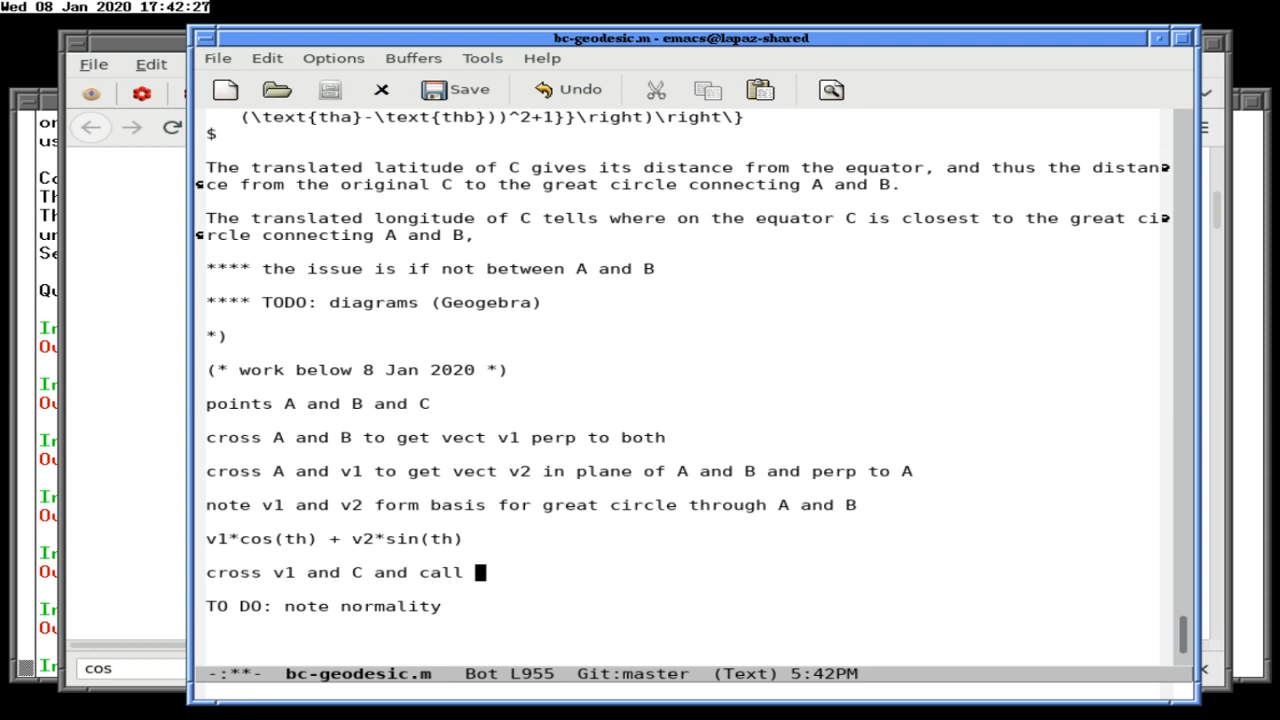 Wed 08 Jan 2020 17:42:27
bc-geodesic.m - emacs@lapaz-shared
File Edit
File Edit Options Buffers Tools Help
Save Undo
(\text{tha}-\text{thb}))^2+1}}\right)\right\}
$
The translated latitude of C gives its distance from the equator, and thus the distan
ce from the original C to the great circle connecting A and B.
The translated longitude of C tells where on the equator C is closest to the great ci
rcle connecting A and B,
**** the issue is if not between A and B
**** TODO: diagrams (Geogebra)
*)
(* work below 8 Jan 2020 *)
points A and B and C
cross A and B to get vect v1 perp to both
cross A and v1 to get vect v2 in plane of A and B and perp to A
note v1 and v2 form basis for great circle through A and B
v1*cos(th) + v2*sin(th)
cross v1 and C and call
TO DO: note normality
cos
-:**- bc-geodesic.m Bot L955 Git:master (Text) 5:42PM